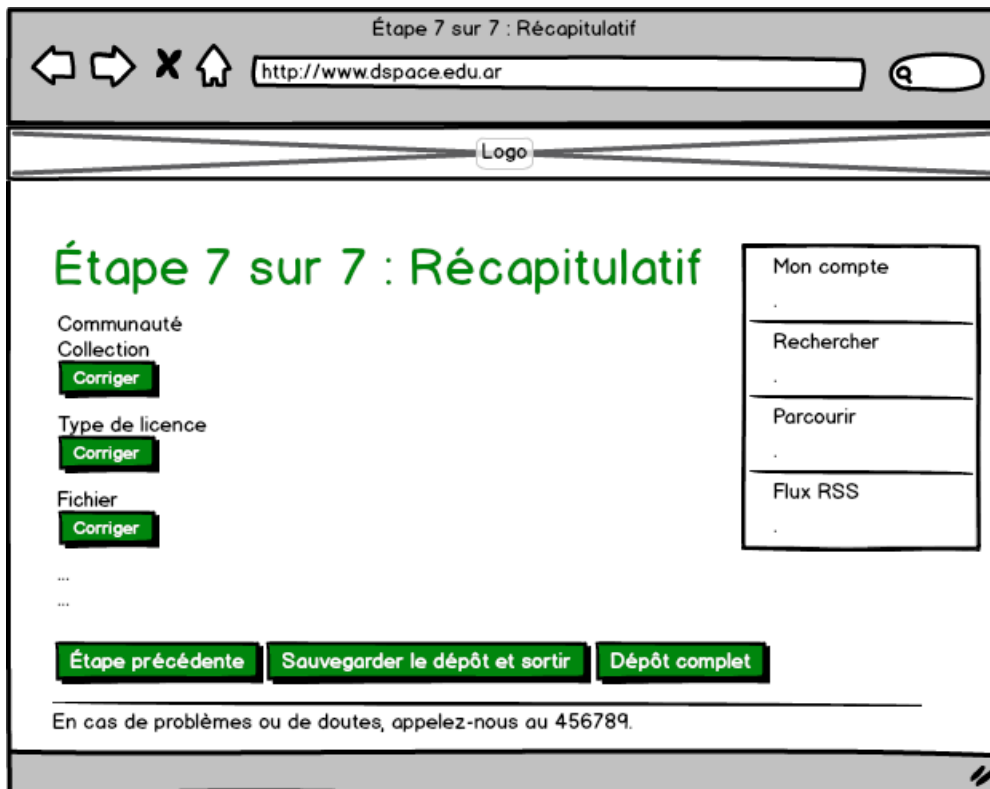 Étape 7 sur 7 : Récapitulatif
http://www.dspace.edu.ar
Logo
Étape 7 sur 7 : Récapitulatif
Communauté
Collection
Corriger
Type de licence
Corriger
Fichier
Corriger
...
...
Mon compte
.
Rechercher
.
Parcourir
.
Flux RSS
.
Étape précédente Sauvegarder le dépôt et sortir Dépôt complet
En cas de problèmes ou de doutes, appelez-nous au 456789.